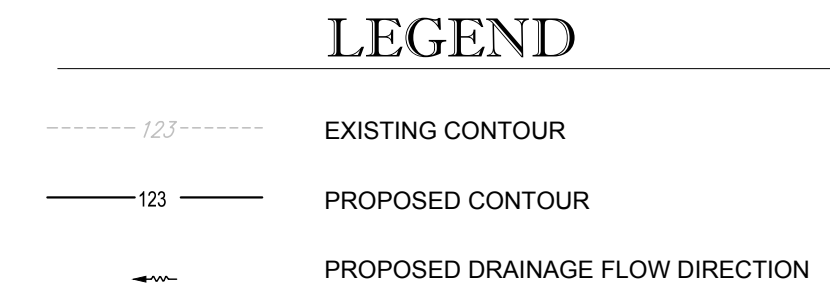 LEGEND
123 EXISTING CONTOUR
123 PROPOSED CONTOUR
PROPOSED DRAINAGE FLOW DIRECTION